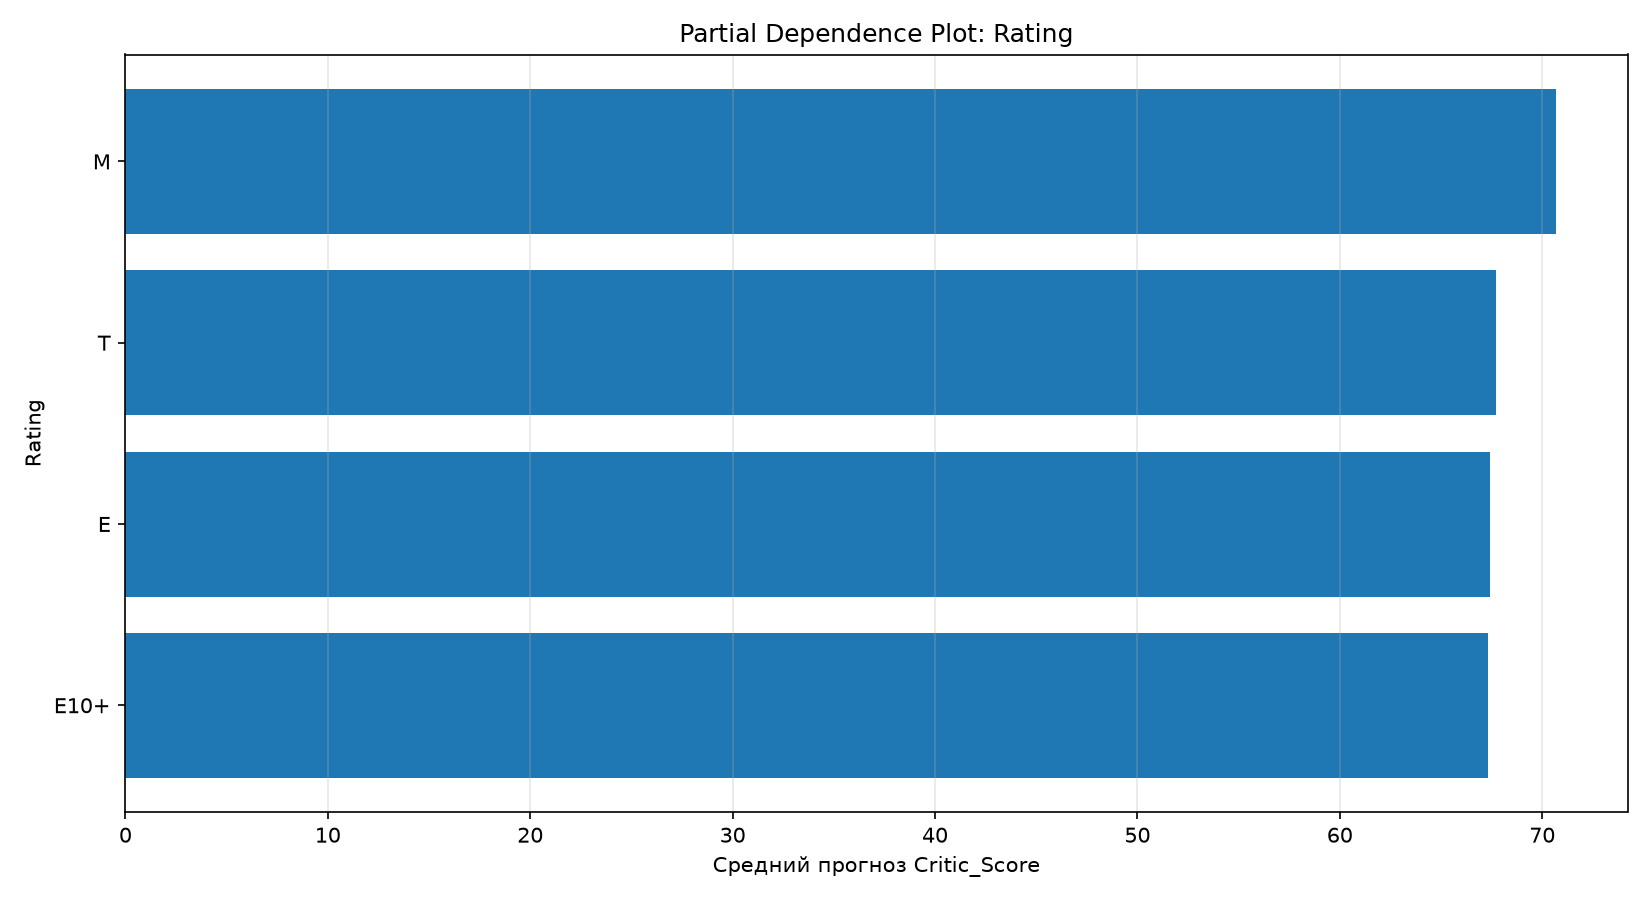 Partial Dependence Plot: Rating
M
T
E
E10+
Rating
0 10 20 30 40 50 60 70
Средний прогноз Critic_Score